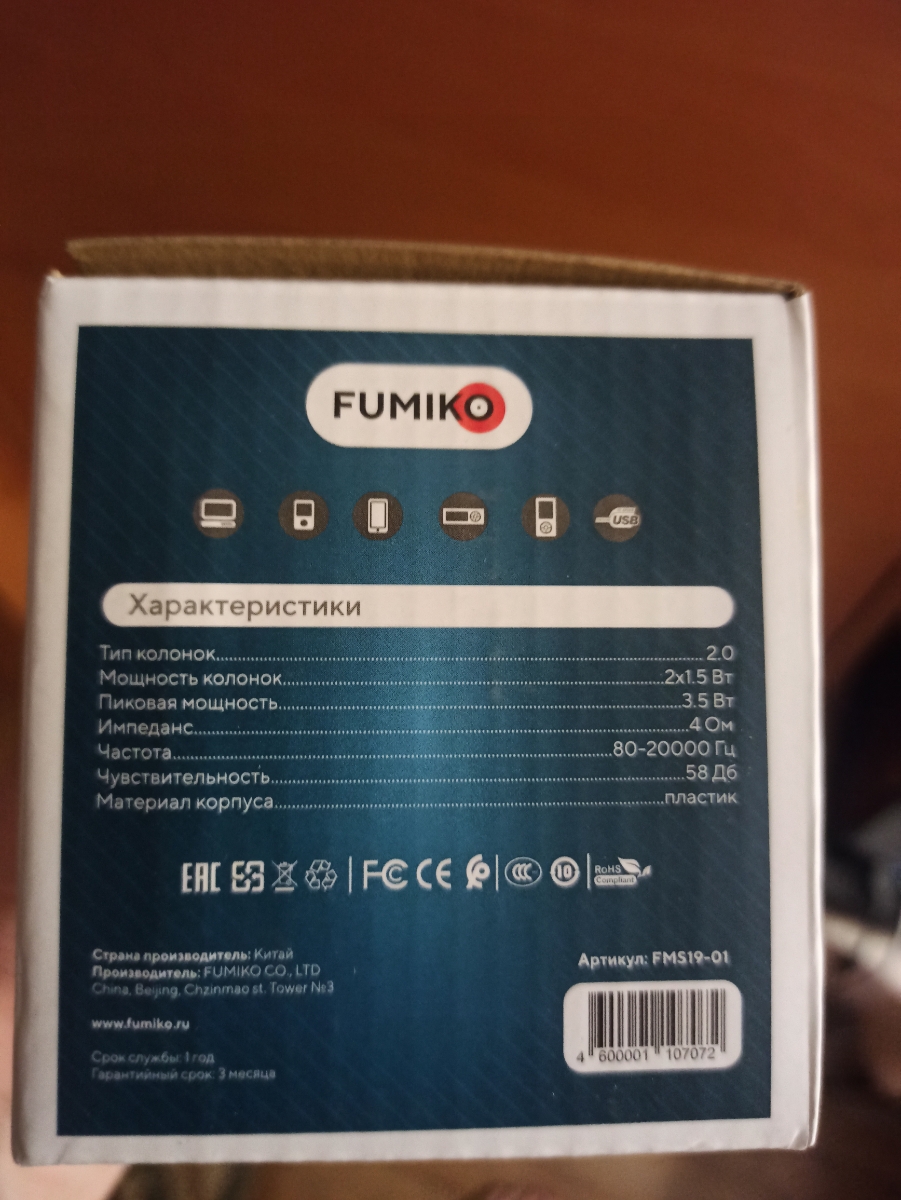 FUMIKO
USB
Характеристики
Тип колонок........2.0
Мощность колонок........2x1.5 Вт
Пиковая мощность........3.5 Вт
Импеданс........4 Ом
Частота........80-20000 Гц
Чувствительность........58 Дб
Материал корпуса........пластик
EAC FC CE CCC 10 RoHS
Compliant
Страна производитель: Китай
Производитель: FUMIKO CO., LTD
China, Beijing, Chzinmao st. Tower №3
www.fumiko.ru
Срок службы: 1 год
Гарантийный срок: 3 месяца
Артикул: FMS19-01
4 600001 107072